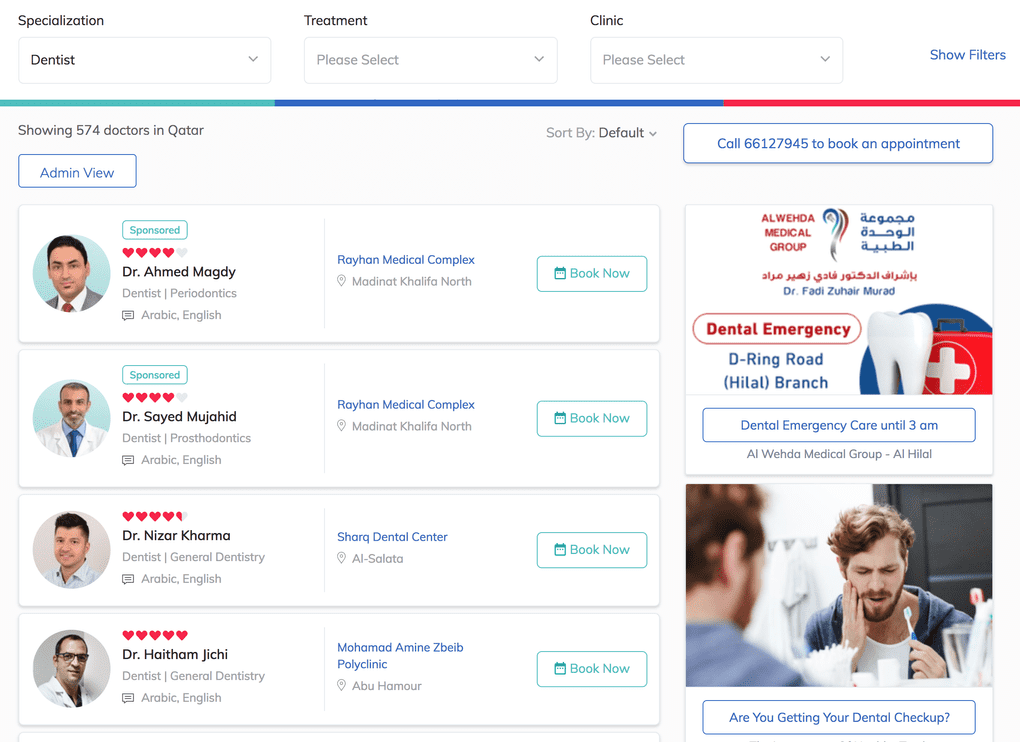 Specialization
Dentist
Treatment
Please Select
Clinic
Please Select
Show Filters
Showing 574 doctors in Qatar
Sort By: Default
Admin View
Call 66127945 to book an appointment
Sponsored
Dr. Ahmed Magdy
Dentist | Periodontics
Arabic, English
Rayhan Medical Complex
Madinat Khalifa North
Book Now
Sponsored
Dr. Sayed Mujahid
Dentist | Prosthodontics
Arabic, English
Rayhan Medical Complex
Madinat Khalifa North
Book Now
Dr. Nizar Kharma
Dentist | General Dentistry
Arabic, English
Sharq Dental Center
Al-Salata
Book Now
Dr. Haitham Jichi
Dentist | General Dentistry
Arabic, English
Mohamad Amine Zbeib
Polyclinic
Abu Hamour
Book Now
ALWEHDA
MEDICAL
GROUP
مجموعة
الوحدة
الطبية
بإشراف الدكتور فادي زهير مراد
Dr. Fadi Zuhair Murad
Dental Emergency
D-Ring Road
(Hilal) Branch
Dental Emergency Care until 3 am
Al Wehda Medical Group - Al Hilal
Are You Getting Your Dental Checkup?